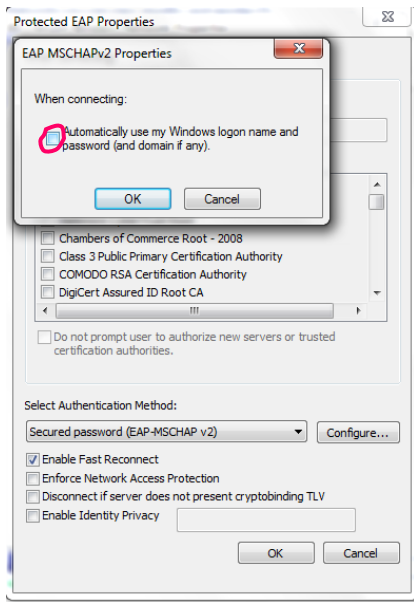 Protected EAP Properties
EAP MSCHAPv2 Properties
When connecting:
Automatically use my Windows logon name and
password (and domain if any).
OK
Cancel
Chambers of Commerce Root - 2008
Class 3 Public Primary Certification Authority
COMODO RSA Certification Authority
DigiCert Assured ID Root CA
Do not prompt user to authorize new servers or trusted
certification authorities.
Select Authentication Method:
Secured password (EAP-MSCHAP v2)
Configure...
Enable Fast Reconnect
Enforce Network Access Protection
Disconnect if server does not present cryptobinding TLV
Enable Identity Privacy
OK
Cancel